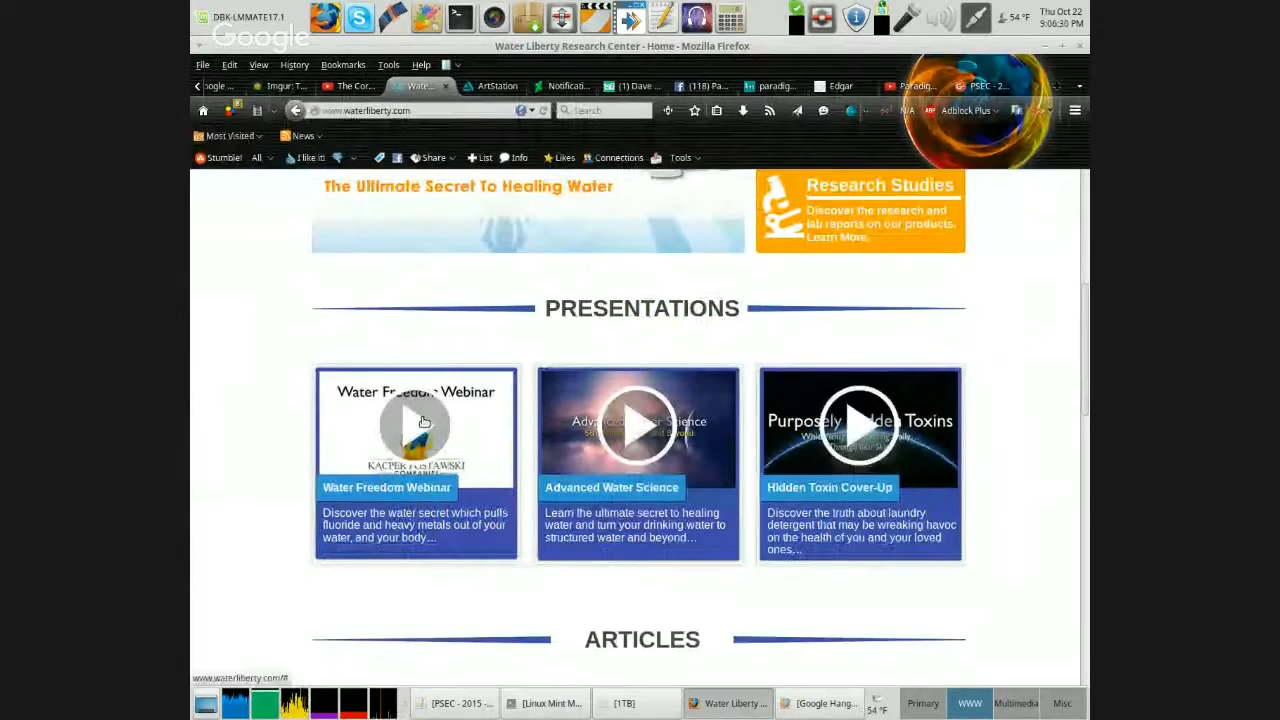 DBK-LMMATE17.1
Google
54 °F
Thu Oct 22
9:06:30 PM
Water Liberty Research Center - Home - Mozilla Firefox
File Edit View History Bookmarks Tools Help
oogle ...
Imgur: T...
The Cor...
Wate...
ArtStation
Notificati...
(1) Dave ...
(118) Pa...
paradig...
Edgar
Paradig...
PSEC - 2...
www.waterliberty.com
Search
N/A
Adblock Plus
Most Visited
News
Stumble! All I like it! Share List Info Likes Connections Tools
The Ultimate Secret To Healing Water
Research Studies
Discover the research and
lab reports on our products.
Learn More.
PRESENTATIONS
Water Freedom Webinar
Water Freedom Webinar
Discover the water secret which pulls
fluoride and heavy metals out of your
water, and your body...
Advanced Water Science
Advanced Water Science
Learn the ultimate secret to healing
water and turn your drinking water to
structured water and beyond...
Purposely Hidden Toxins
Hidden Toxin Cover-Up
Discover the truth about laundry
detergent that may be wreaking havoc
on the health of you and your loved
ones...
ARTICLES
www.waterliberty.com/#
[PSEC - 2015 -...
[Linux Mint M...
[1TB]
Water Liberty ...
[Google Hang...
54 °F
Primary
WWW
Multimedia
Misc